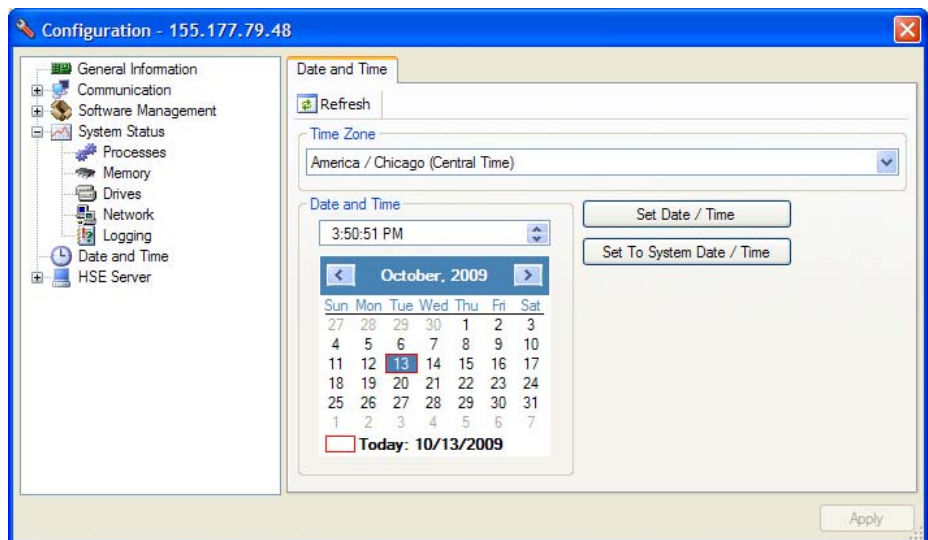 Configuration - 155.177.79.48
General Information
Communication
Software Management
System Status
Processes
Memory
Drives
Network
Logging
Date and Time
HSE Server
Date and Time
Refresh
Time Zone
America / Chicago (Central Time)
Date and Time
3:50:51 PM
October, 2009
Sun Mon Tue Wed Thu Fri Sat
27 28 29 30 1 2 3
4 5 6 7 8 9 10
11 12 13 14 15 16 17
18 19 20 21 22 23 24
25 26 27 28 29 30 31
1 2 3 4 5 6 7
Today: 10/13/2009
Set Date / Time
Set To System Date / Time
Apply